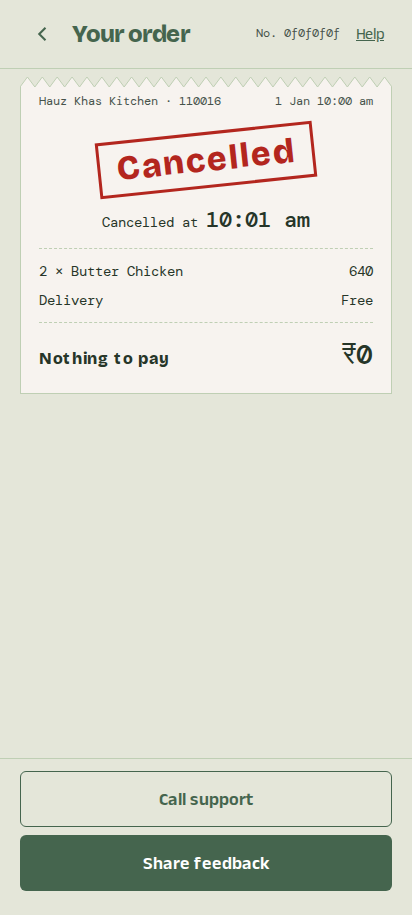 Your order
No. 0f0f0f0f
Help
Hauz Khas Kitchen · 110016
1 Jan 10:00 am
Cancelled
Cancelled at 10:01 am
2 × Butter Chicken 640
Delivery Free
Nothing to pay ₹0
Call support
Share feedback